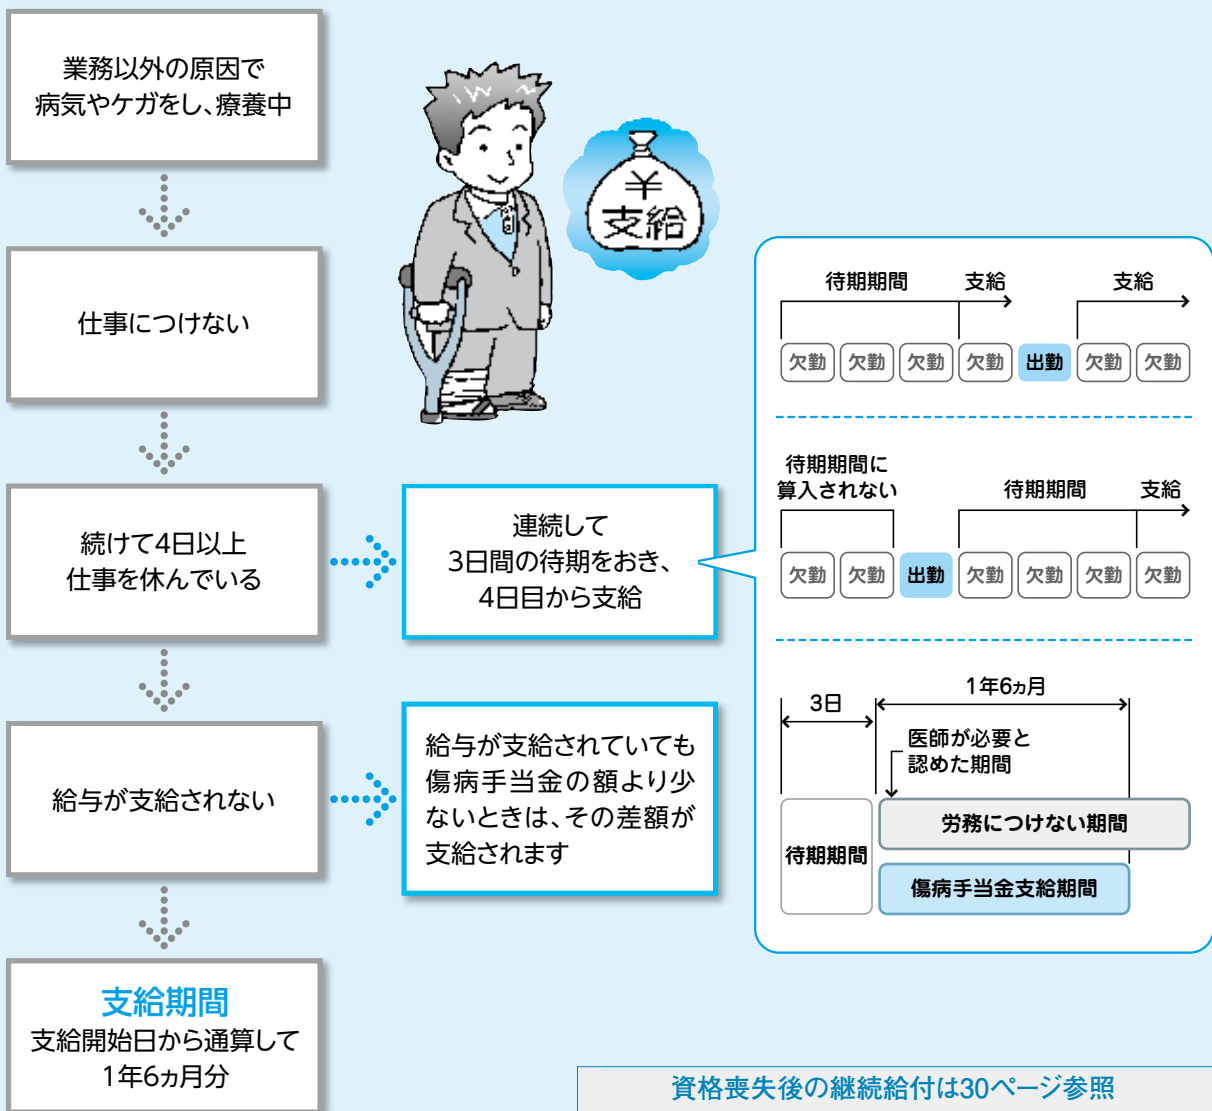 業務以外の原因で
病気やケガをし、療養中
仕事につけない
続けて4日以上
仕事を休んでいる
連続して
3日間の待期をおき、
4日目から支給
給与が支給されない
給与が支給されていても
傷病手当金の額より少
ないときは、その差額が
支給されます
支給期間
支給開始日から通算して
1年6ヵ月分
¥
支給
待期期間 支給 支給
欠勤 欠勤 欠勤 欠勤 出勤 欠勤 欠勤
待期期間に
算入されない 待期期間 支給
欠勤 欠勤 出勤 欠勤 欠勤 欠勤 欠勤
3日 1年6ヵ月
医師が必要と
認めた期間
労務につけない期間
待期期間
傷病手当金支給期間
資格喪失後の継続給付は30ページ参照